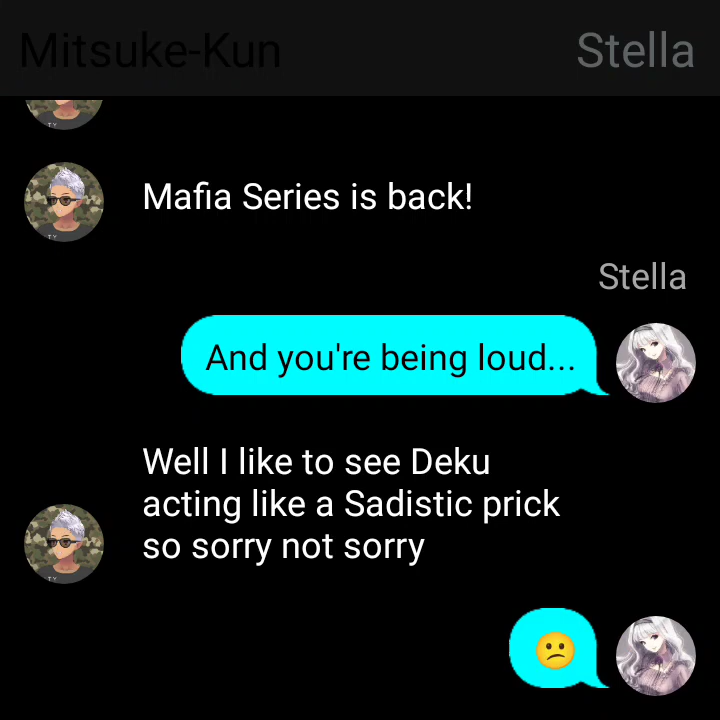 Mitsuke-Kun
Stella
T.Y
Mafia Series is back!
T.Y
Stella
And you're being loud...
Well I like to see Deku
acting like a Sadistic prick
so sorry not sorry
T.Y
😕